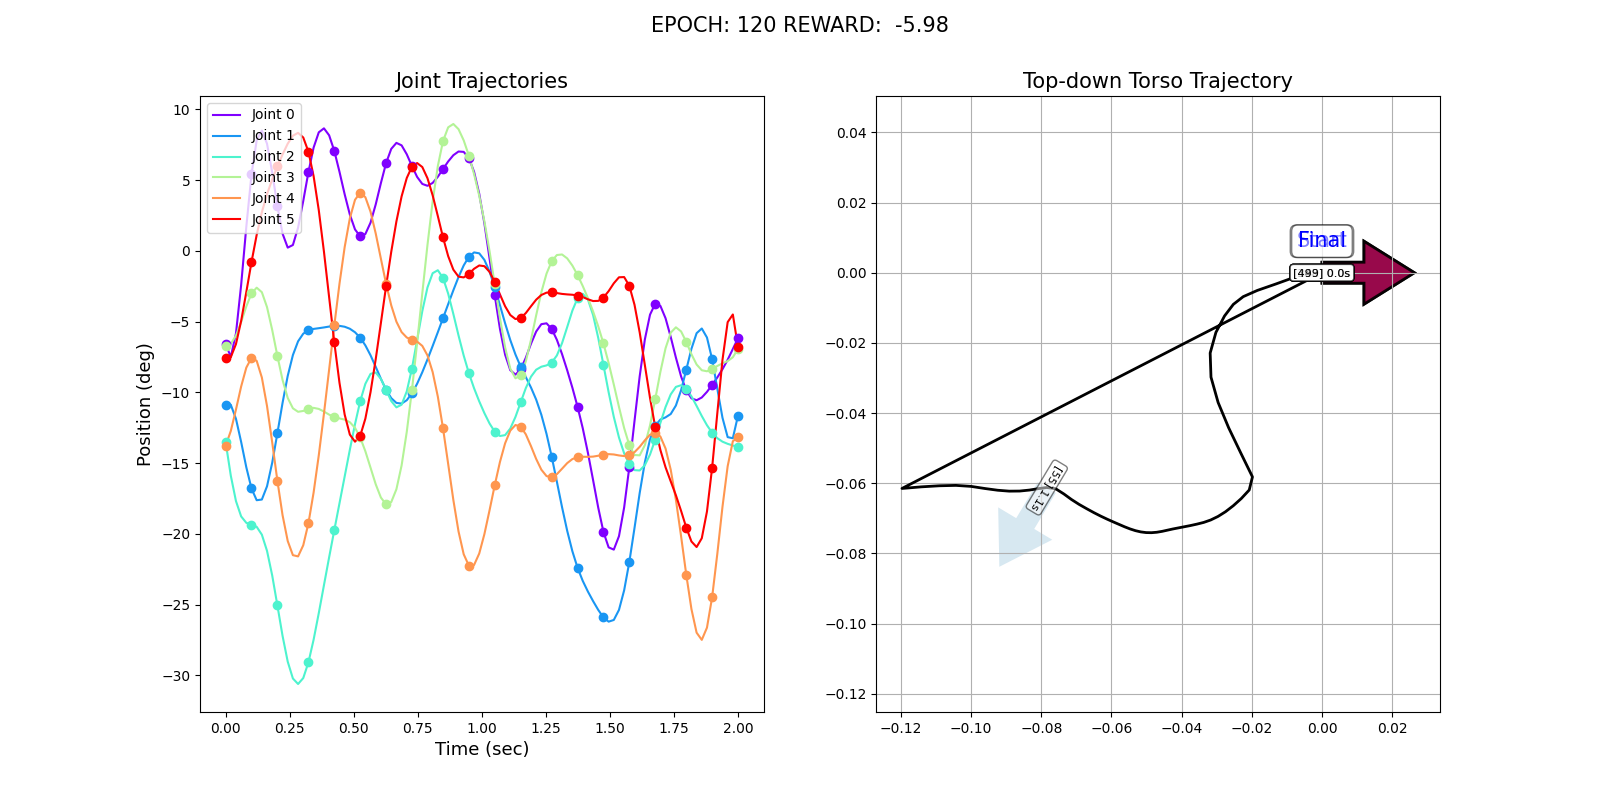 EPOCH: 120 REWARD:  -5.98
Joint Trajectories
Joint 0
Joint 1
Joint 2
Joint 3
Joint 4
Joint 5
10
5
0
−5
−10
−15
−20
−25
−30
Position (deg)
0.00 0.25 0.50 0.75 1.00 1.25 1.50 1.75 2.00
Time (sec)
Top-down Torso Trajectory
0.04
0.02
0.00
−0.02
−0.04
−0.06
−0.08
−0.10
−0.12
Final
[499] 0.0s
[55] 1.1s
−0.12 −0.10 −0.08 −0.06 −0.04 −0.02 0.00 0.02